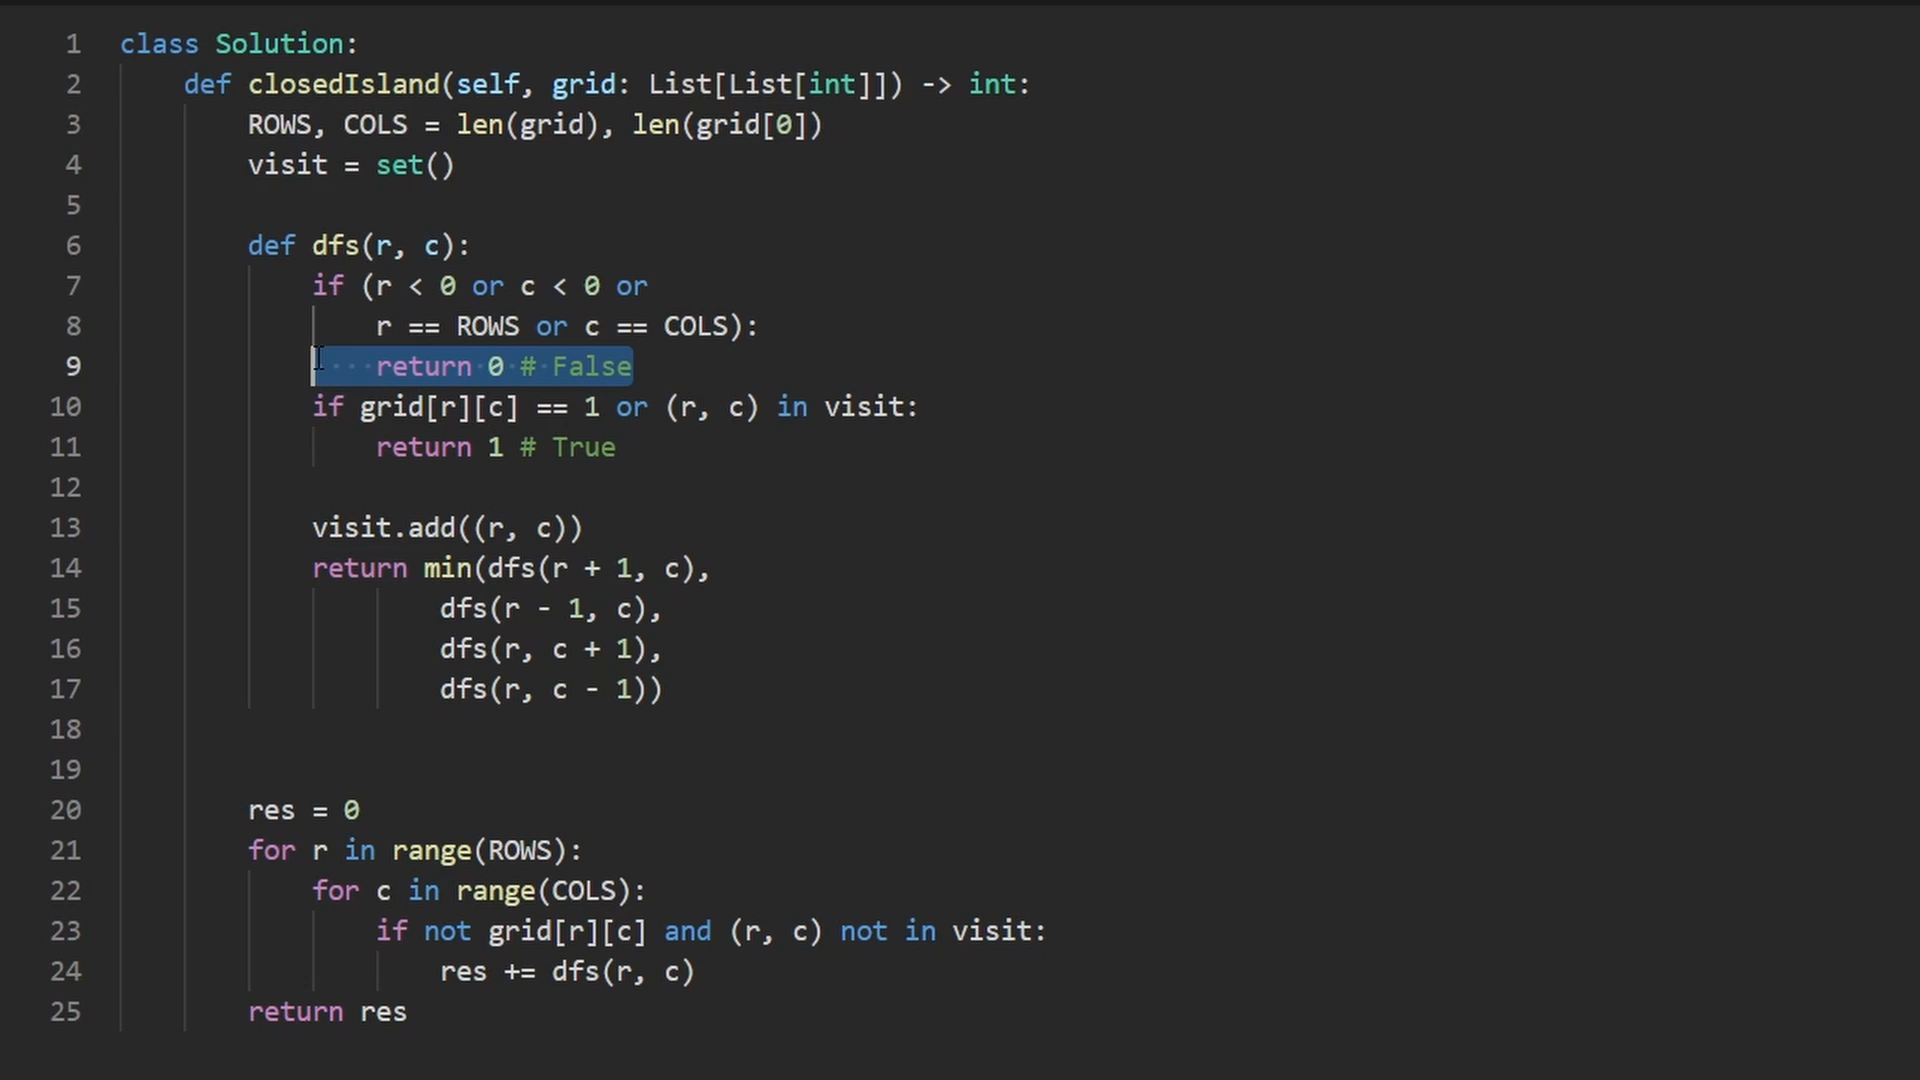 1 class Solution:
2 def closedIsland(self, grid: List[List[int]]) -> int:
3 ROWS, COLS = len(grid), len(grid[0])
4 visit = set()
5
6 def dfs(r, c):
7 if (r < 0 or c < 0 or
8 r == ROWS or c == COLS):
9 return 0 # False
10 if grid[r][c] == 1 or (r, c) in visit:
11 return 1 # True
12
13 visit.add((r, c))
14 return min(dfs(r + 1, c),
15 dfs(r - 1, c),
16 dfs(r, c + 1),
17 dfs(r, c - 1))
18
19
20 res = 0
21 for r in range(ROWS):
22 for c in range(COLS):
23 if not grid[r][c] and (r, c) not in visit:
24 res += dfs(r, c)
25 return res